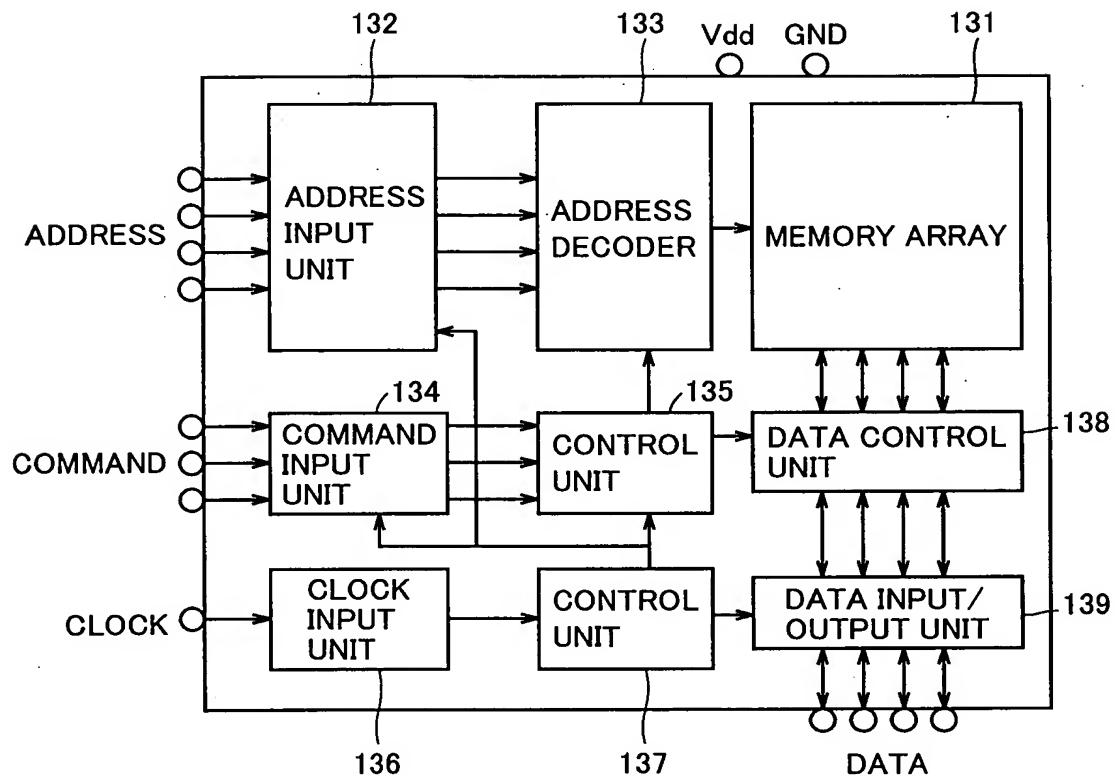 132
133
Vdd
GND
131
ADDRESS
ADDRESS
INPUT
UNIT
ADDRESS
DECODER
MEMORY ARRAY
134
135
COMMAND
COMMAND
INPUT
UNIT
CONTROL
UNIT
DATA CONTROL
UNIT
138
CLOCK
CLOCK
INPUT
UNIT
CONTROL
UNIT
DATA INPUT/
OUTPUT UNIT
139
136
137
DATA